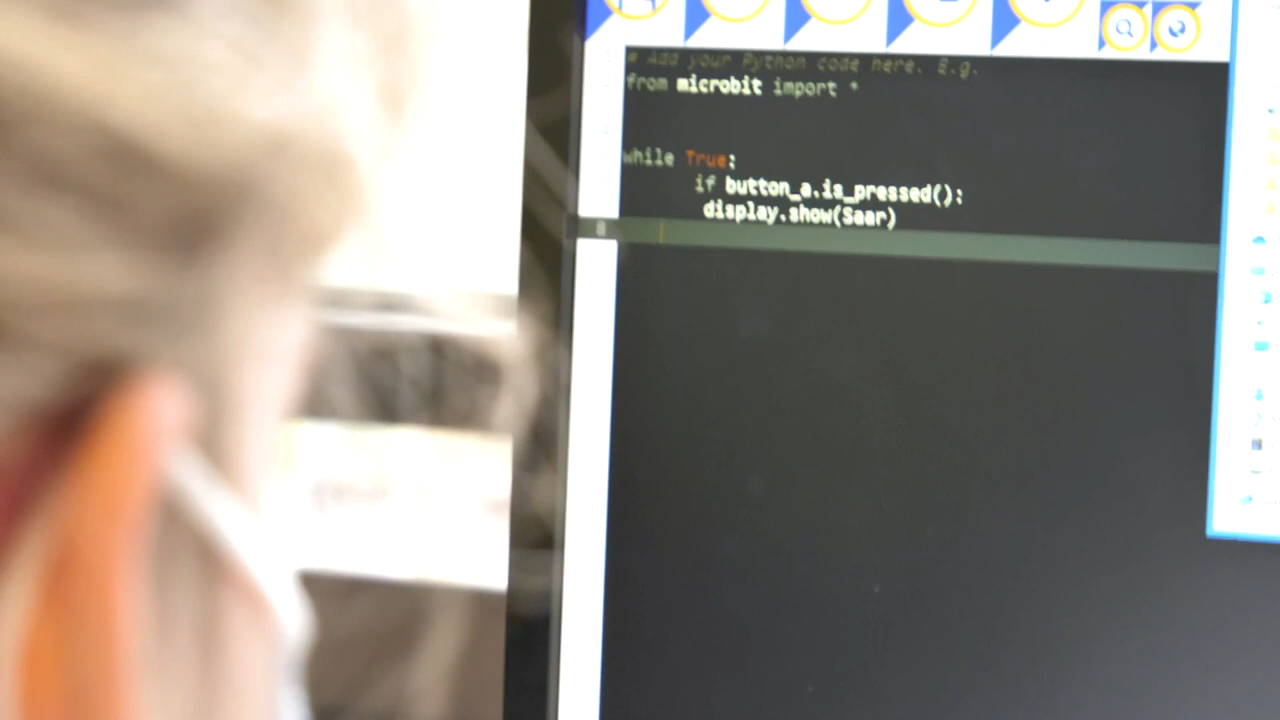 # Add your Python code here. E.g.
from microbit import *
while True:
if button_a.is_pressed():
display.show(Saar)
8